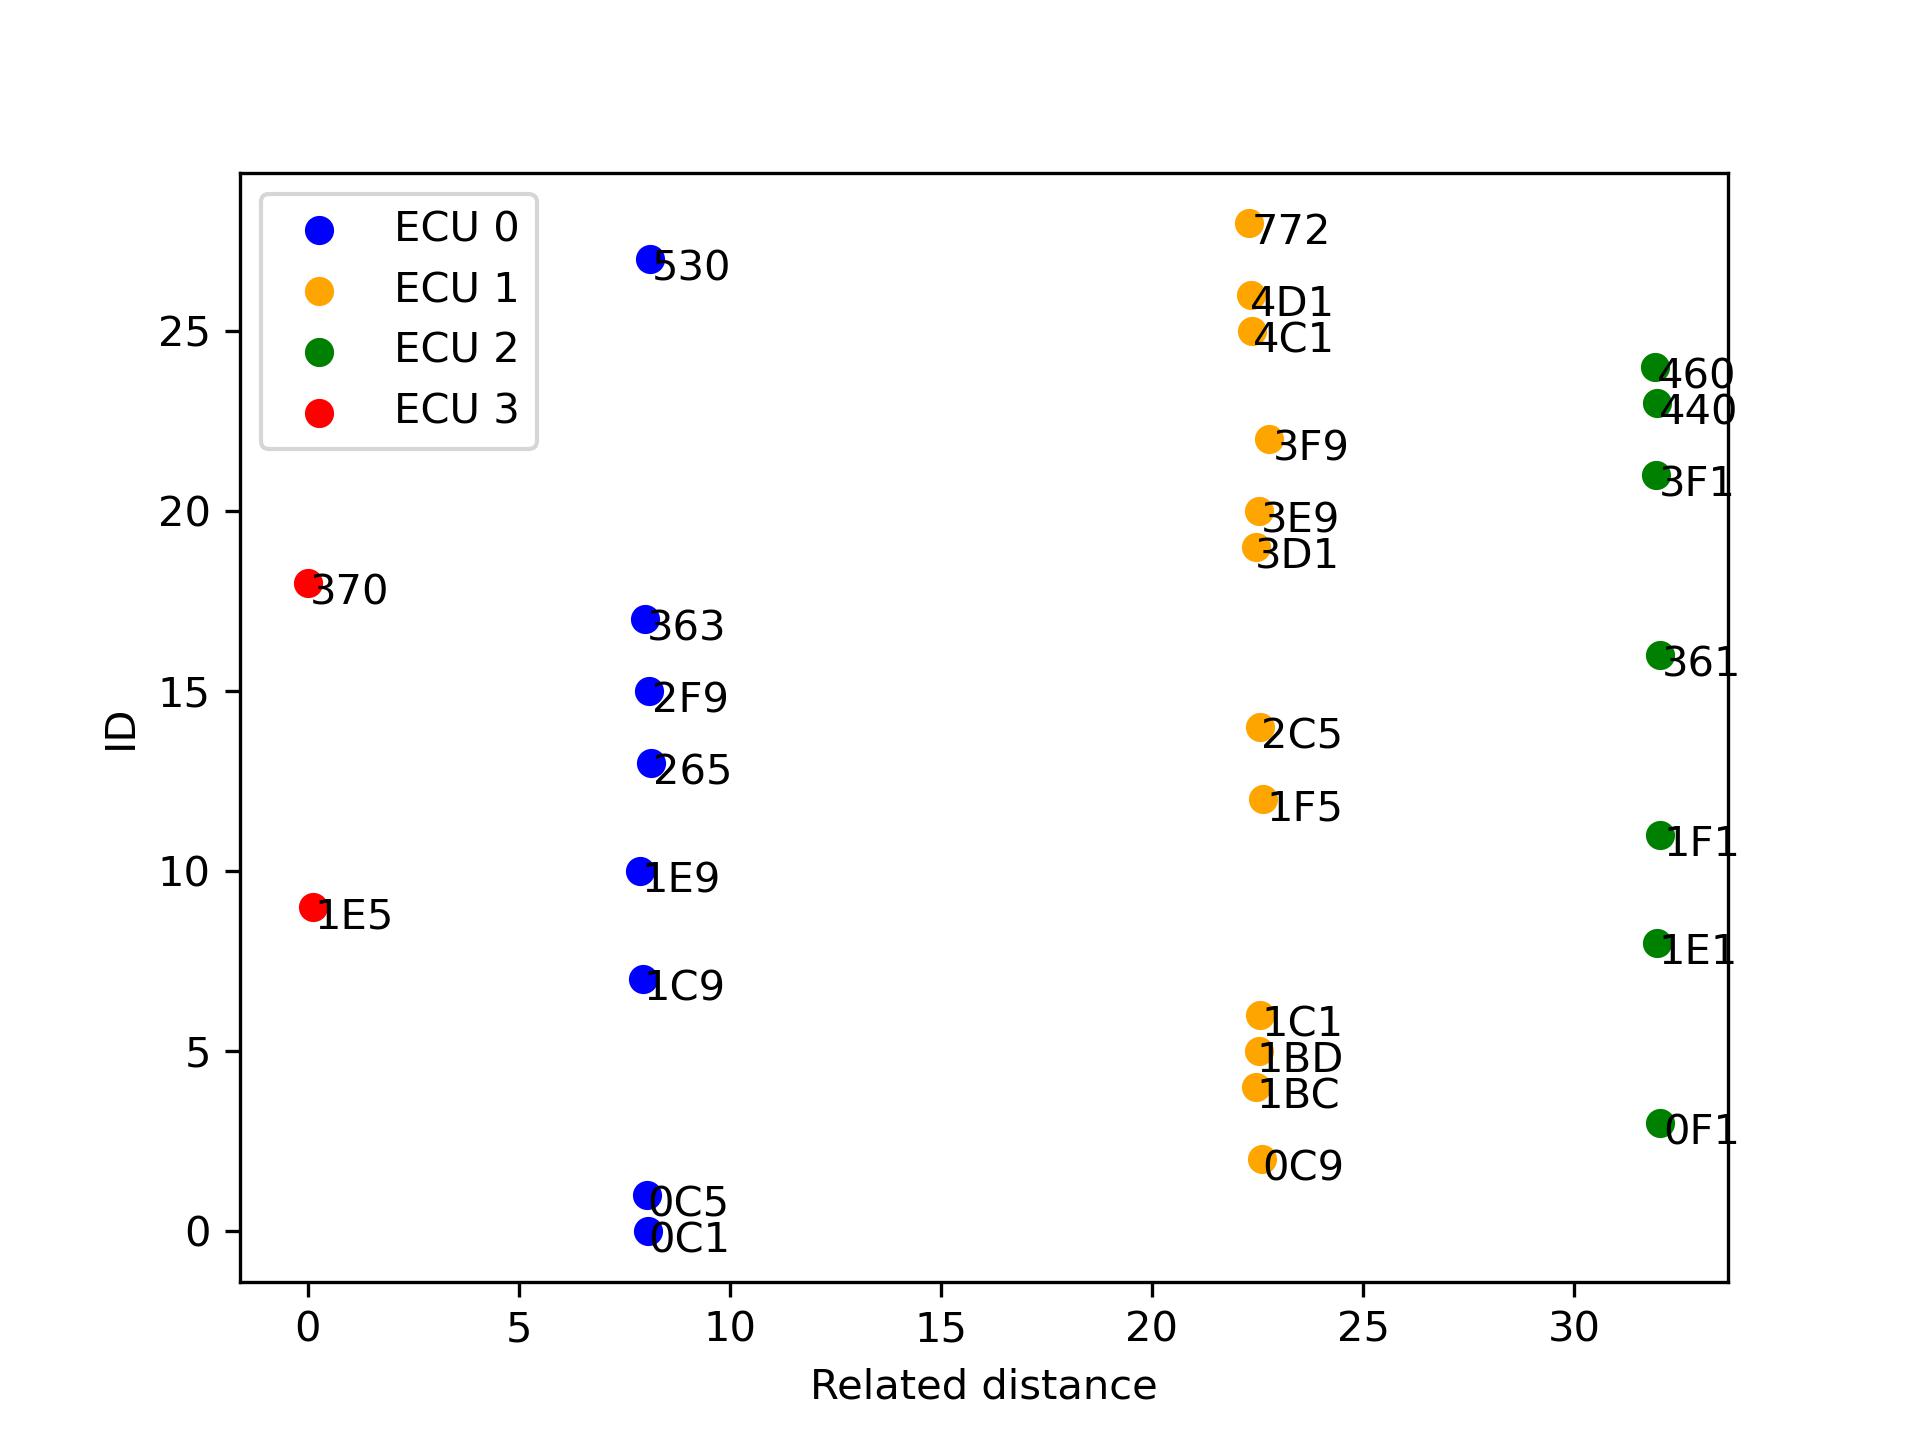 ECU 0
ECU 1
ECU 2
ECU 3
772
530
4D1
4C1
460
440
3F9
3F1
3E9
3D1
370
363
361
2F9
2C5
265
1F5
1F1
1E9
1E5
1E1
1C9
1C1
1BD
1BC
0F1
0C9
0C5
0C1
25
20
15
10
5
0
ID
0 5 10 15 20 25 30
Related distance